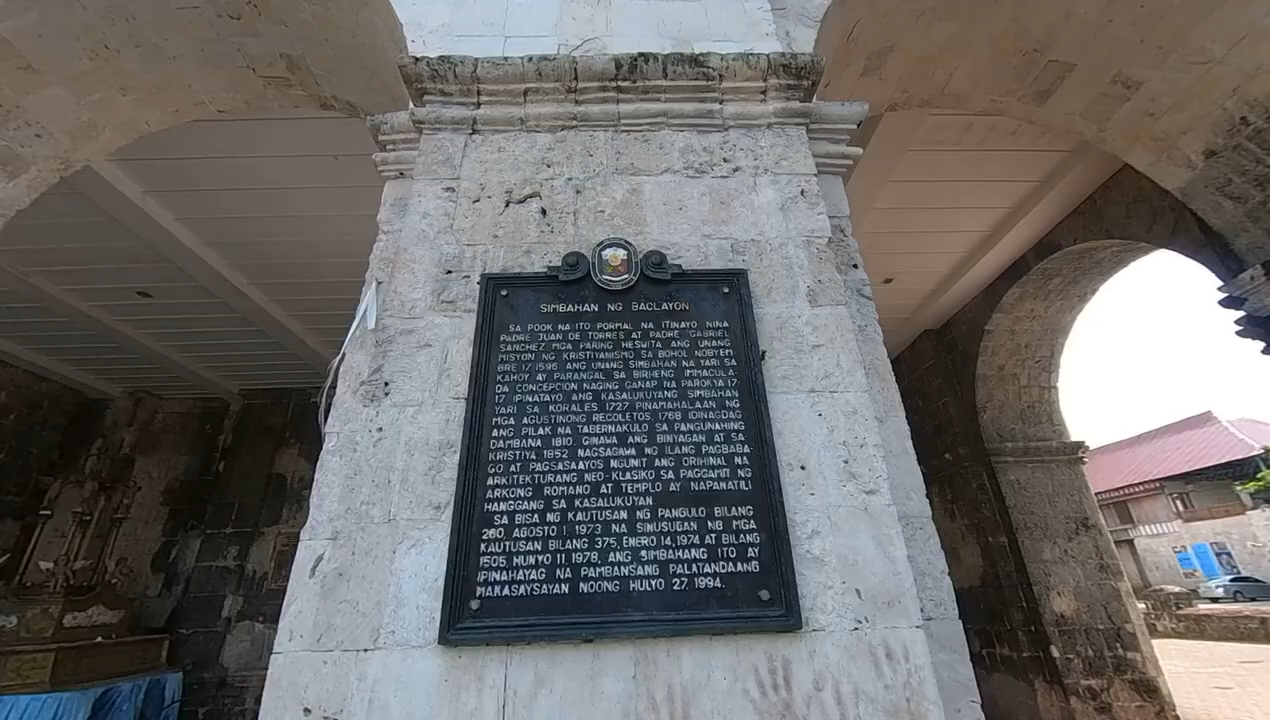 SIMBAHAN NG BACLAYON
SA POOK NA ITO PORMAL NA ITINAYO NINA
PADRE JUAN DE TORRES AT PADRE GABRIEL
SANCHEZ MGA PARING HESWITA ANG UNANG
MISYON NG KRISTIYANISMO SA BOHOL NOBYEM
BRE 17, 1596 ANG UNANG SIMBAHAN NA YARI SA
KAHOY AY PARANGAL SA BIRHENG IMMACULA-
DA CONCEPCION NAGING GANAP NA PAROKYA 17-
17 IPINATAYO ANG KASALUKUYANG SIMBAHAN
YARI SA KORALES 1727 PINAMAHALAAN NG
MGA AGUSTINONG RECOLETOS, 1768 IDINAGDAG
ANG PILAK NA TABERNAKULO SA PANGUNAHING
DAMBANA, 1810, GINAWA ANG BINYAGAN AT SA
KRISTIYA, 1852 NAGSAGAWA NG ILANG PAGBABA-
GO AT PAGSASAAYOS NGUNIT ANG ORIHINAL NA
ARKITEKTURANG NEO-KLASIKO SA PAGGAMIT NG
ARKONG ROMANO AT TEMPLO AY NAPANATILI
HANGGANG SA KASALUKUYAN.
SA BISA NG KAUTUSAN NG PANGULO BILANG
260, AGOSTO 1, 1973 NA SINUSUGAN NG MGA
KAUTUSAN BILANG 375, ENERO 14, 1974 AT BILANG
1505, HUNYO 11, 1978, ANG SIMBAHANG ITO AY
IPINAHAYAG NA PAMBANSANG PALATANDAANG
MAKASAYSAYAN NOONG HULYO 27, 1994.